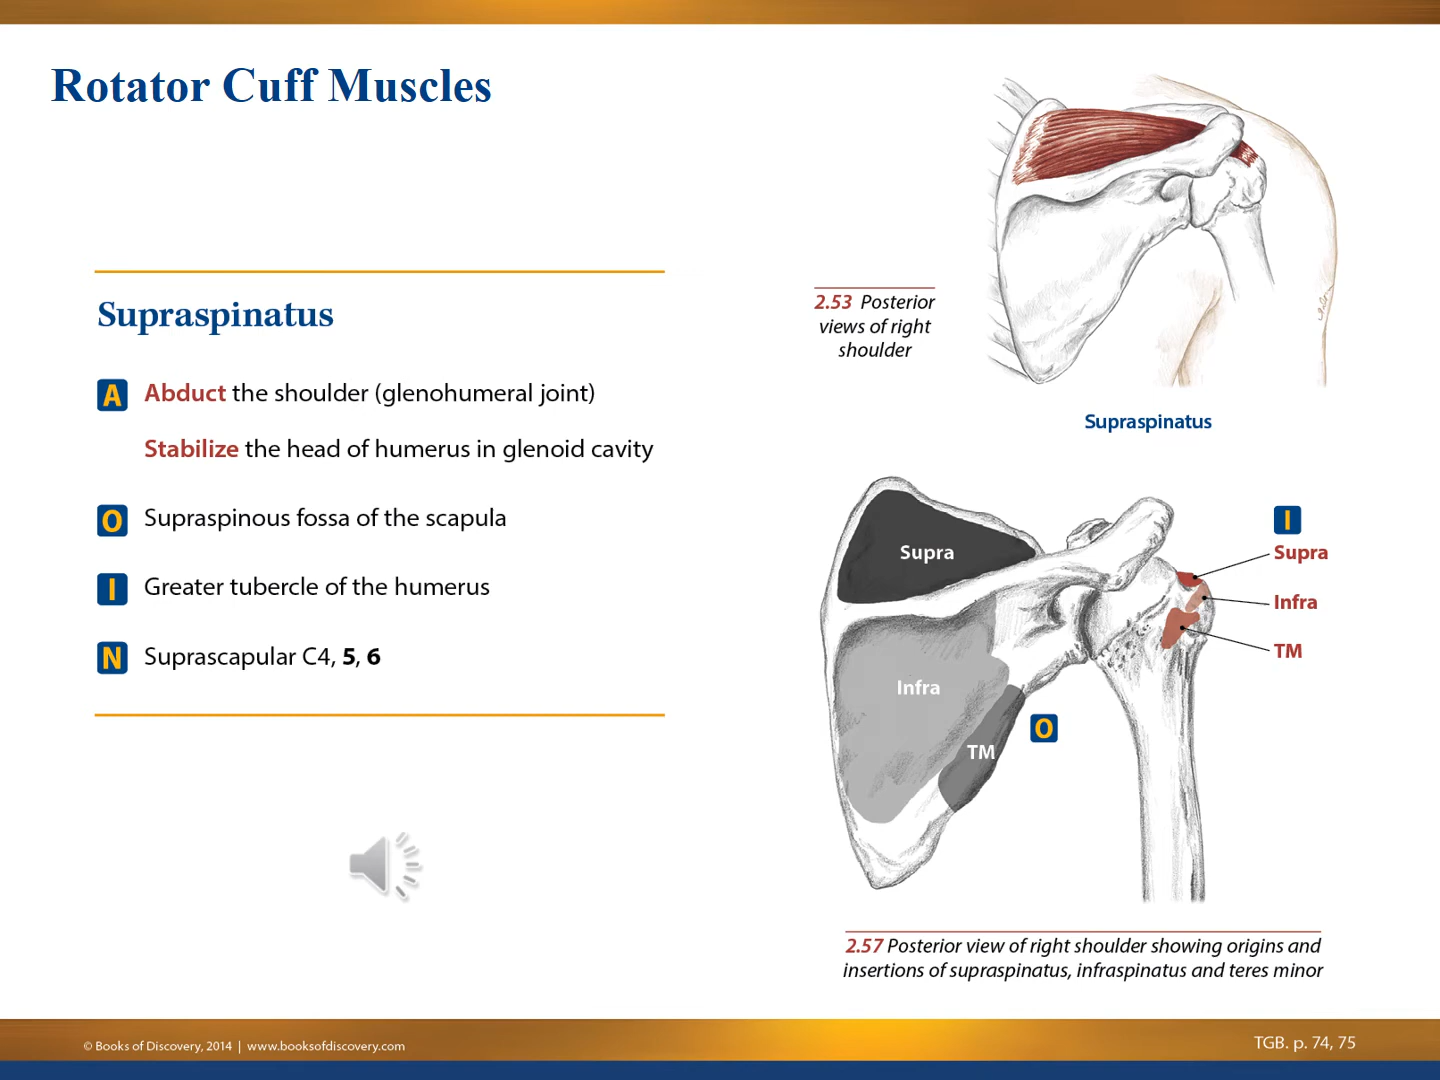 Rotator Cuff Muscles
Supraspinatus
A Abduct the shoulder (glenohumeral joint)
Stabilize the head of humerus in glenoid cavity
O Supraspinous fossa of the scapula
I Greater tubercle of the humerus
N Suprascapular C4, 5, 6
2.53 Posterior
views of right
shoulder
Supraspinatus
Supra
Infra
TM
O
I
Supra
Infra
TM
2.57 Posterior view of right shoulder showing origins and
insertions of supraspinatus, infraspinatus and teres minor
© Books of Discovery, 2014 | www.booksofdiscovery.com
TGB. p. 74, 75